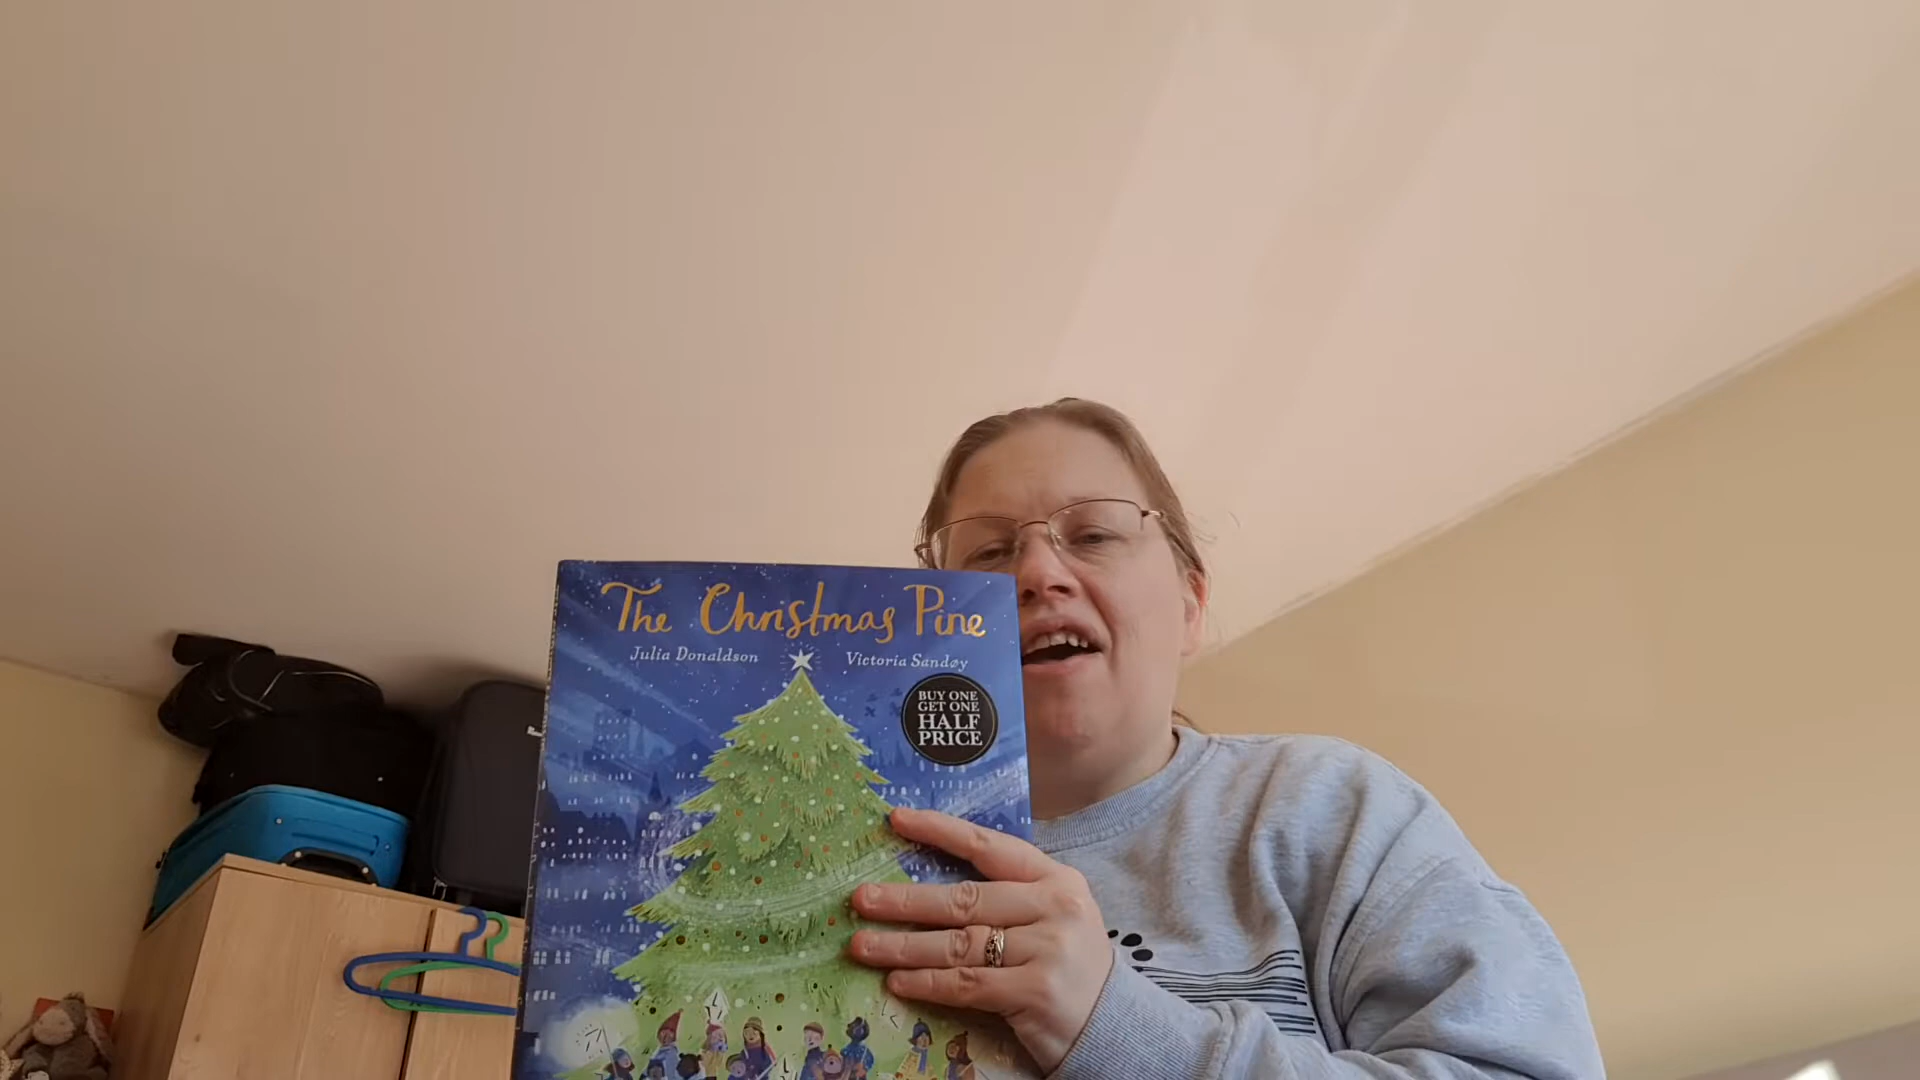 The Christmas Pine
Julia Donaldson
Victoria Sandøy
BUY ONE
GET ONE
HALF
PRICE